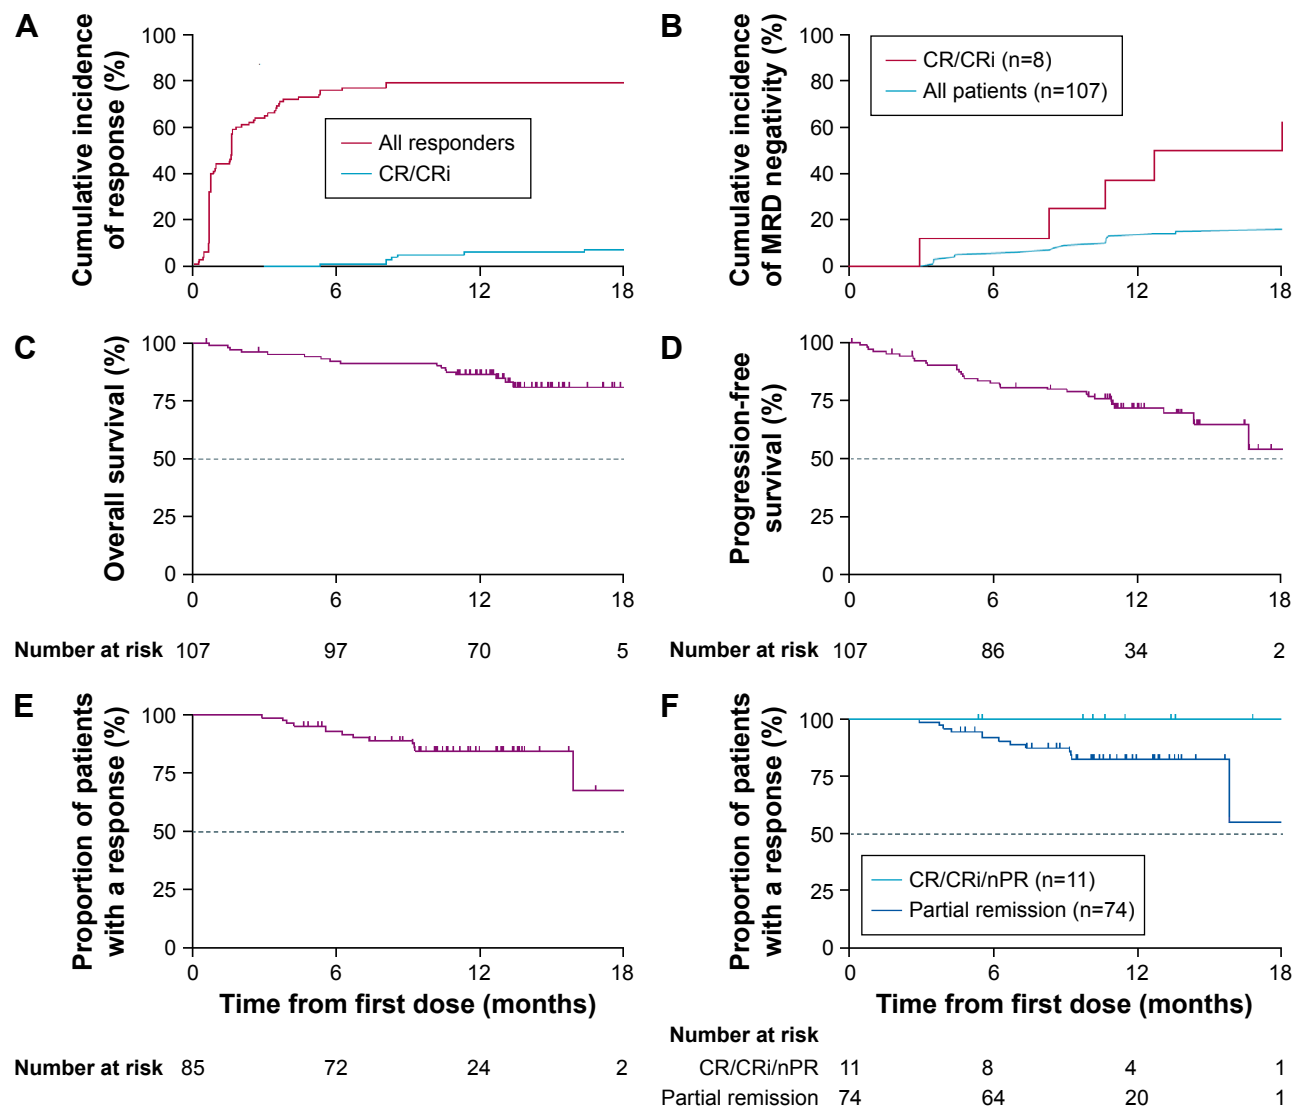 A
Cumulative incidence
of response (%)
100
80
60
40
20
0
All responders
CR/CRi
0 6 12 18
B
Cumulative incidence
of MRD negativity (%)
100
80
60
40
20
0
CR/CRi (n=8)
All patients (n=107)
0 6 12 18
C
Overall survival (%)
100
75
50
25
0
0 6 12 18
Number at risk 107 97 70 5
D
Progression-free
survival (%)
100
75
50
25
0
0 6 12 18
Number at risk 107 86 34 2
E
Proportion of patients
with a response (%)
100
75
50
25
0
0 6 12 18
Time from first dose (months)
Number at risk 85 72 24 2
F
Proportion of patients
with a response (%)
100
75
50
25
0
CR/CRi/nPR (n=11)
Partial remission (n=74)
0 6 12 18
Time from first dose (months)
Number at risk
CR/CRi/nPR 11 8 4 1
Partial remission 74 64 20 1